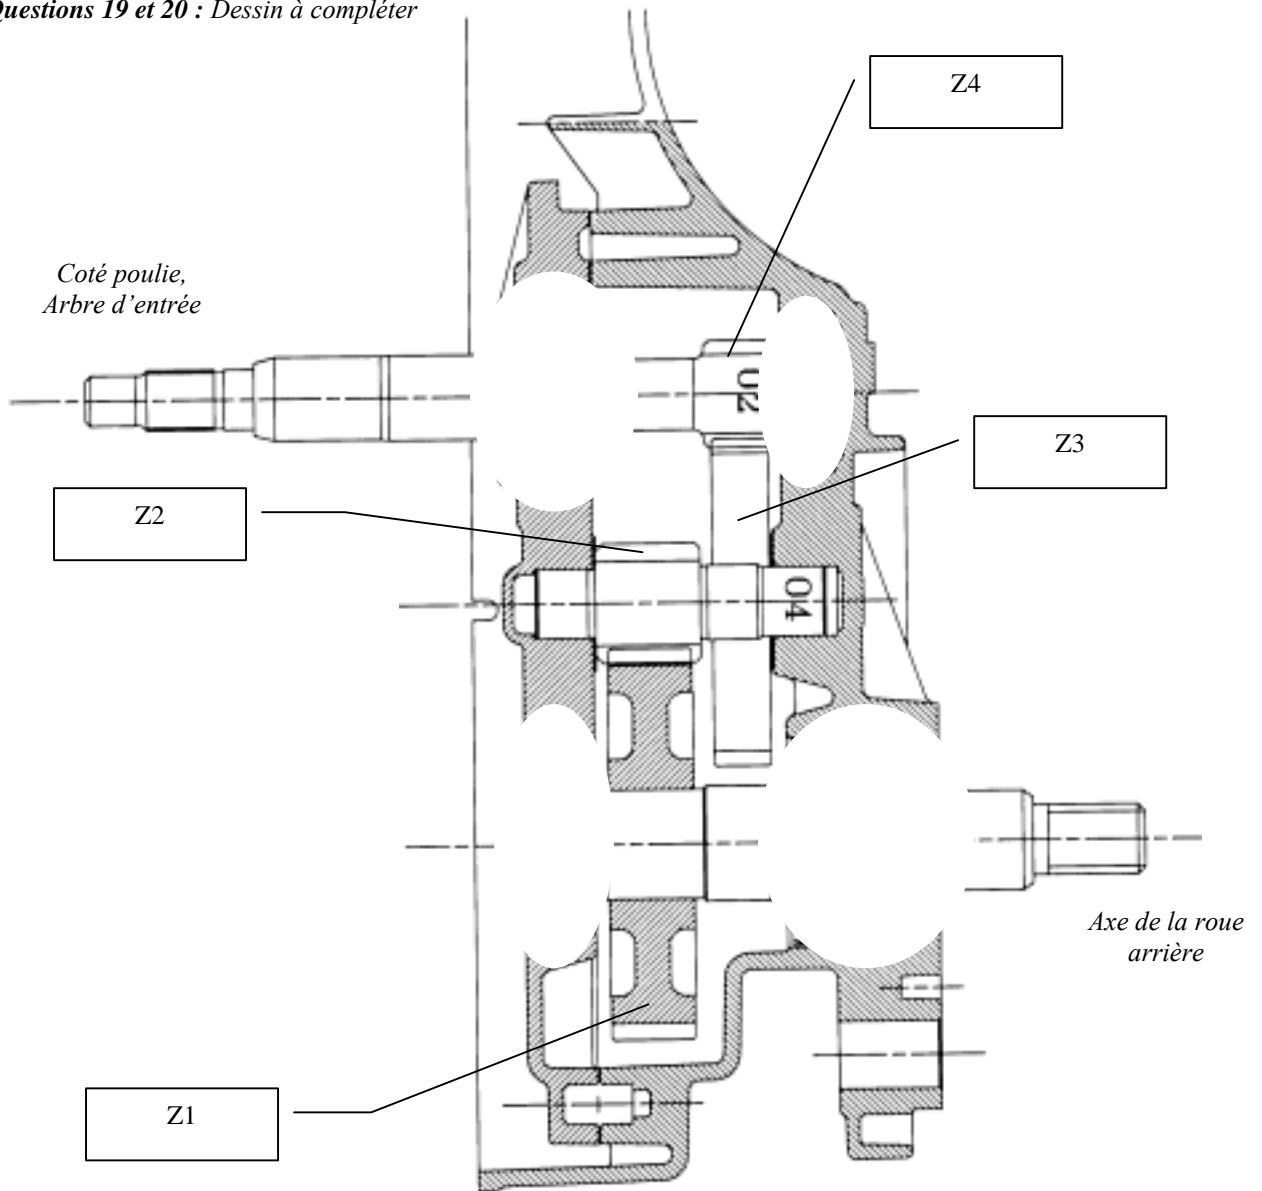 Questions 19 et 20 : Dessin à compléter
Z4
Coté poulie,
Arbre d'entrée
02
Z3
Z2
04
Axe de la roue
arrière
Z1